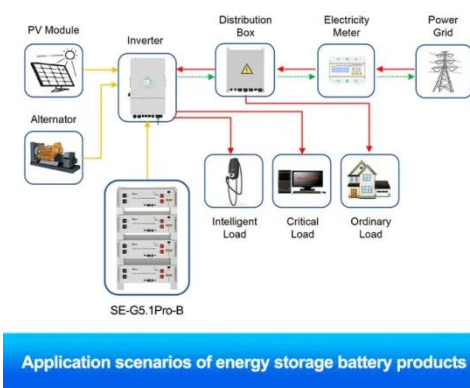 PV Module
Inverter
Distribution
Box
Electricity
Meter
Power
Grid
Alternator
Intelligent
Load
Critical
Load
Ordinary
Load
SE-G5.1Pro-B
Application scenarios of energy storage battery products